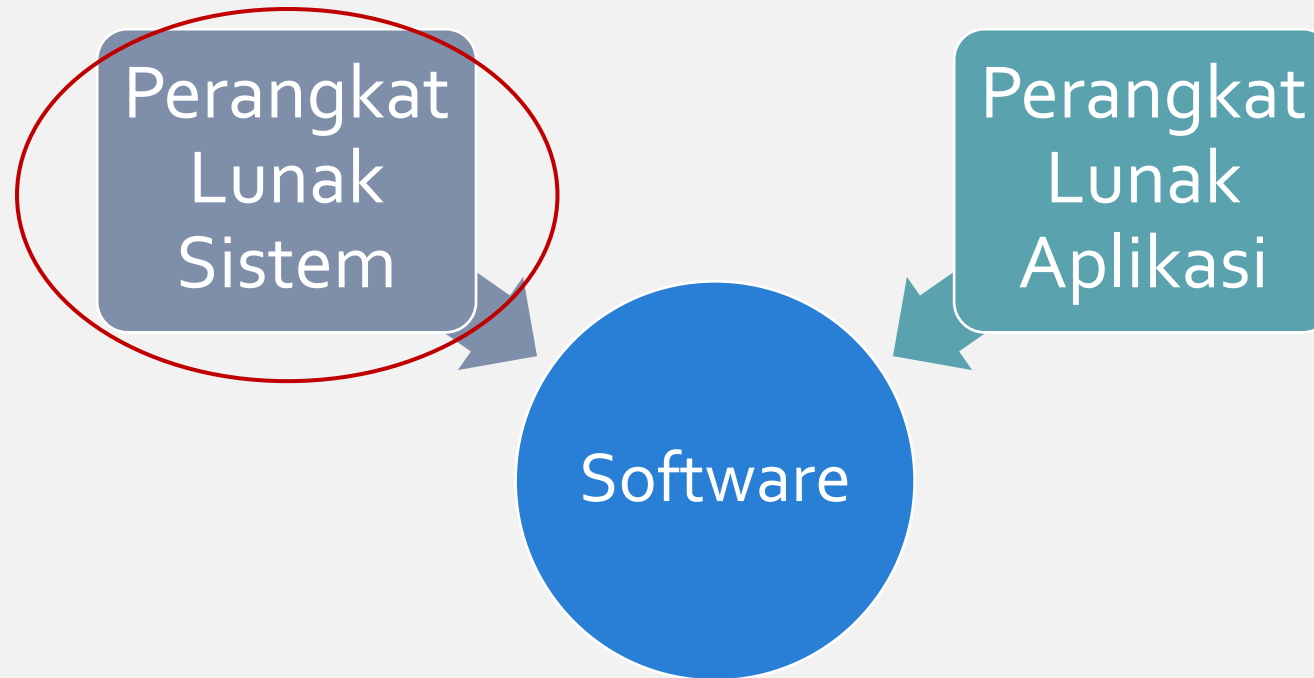 Perangkat
Lunak
Sistem
Perangkat
Lunak
Aplikasi
Software